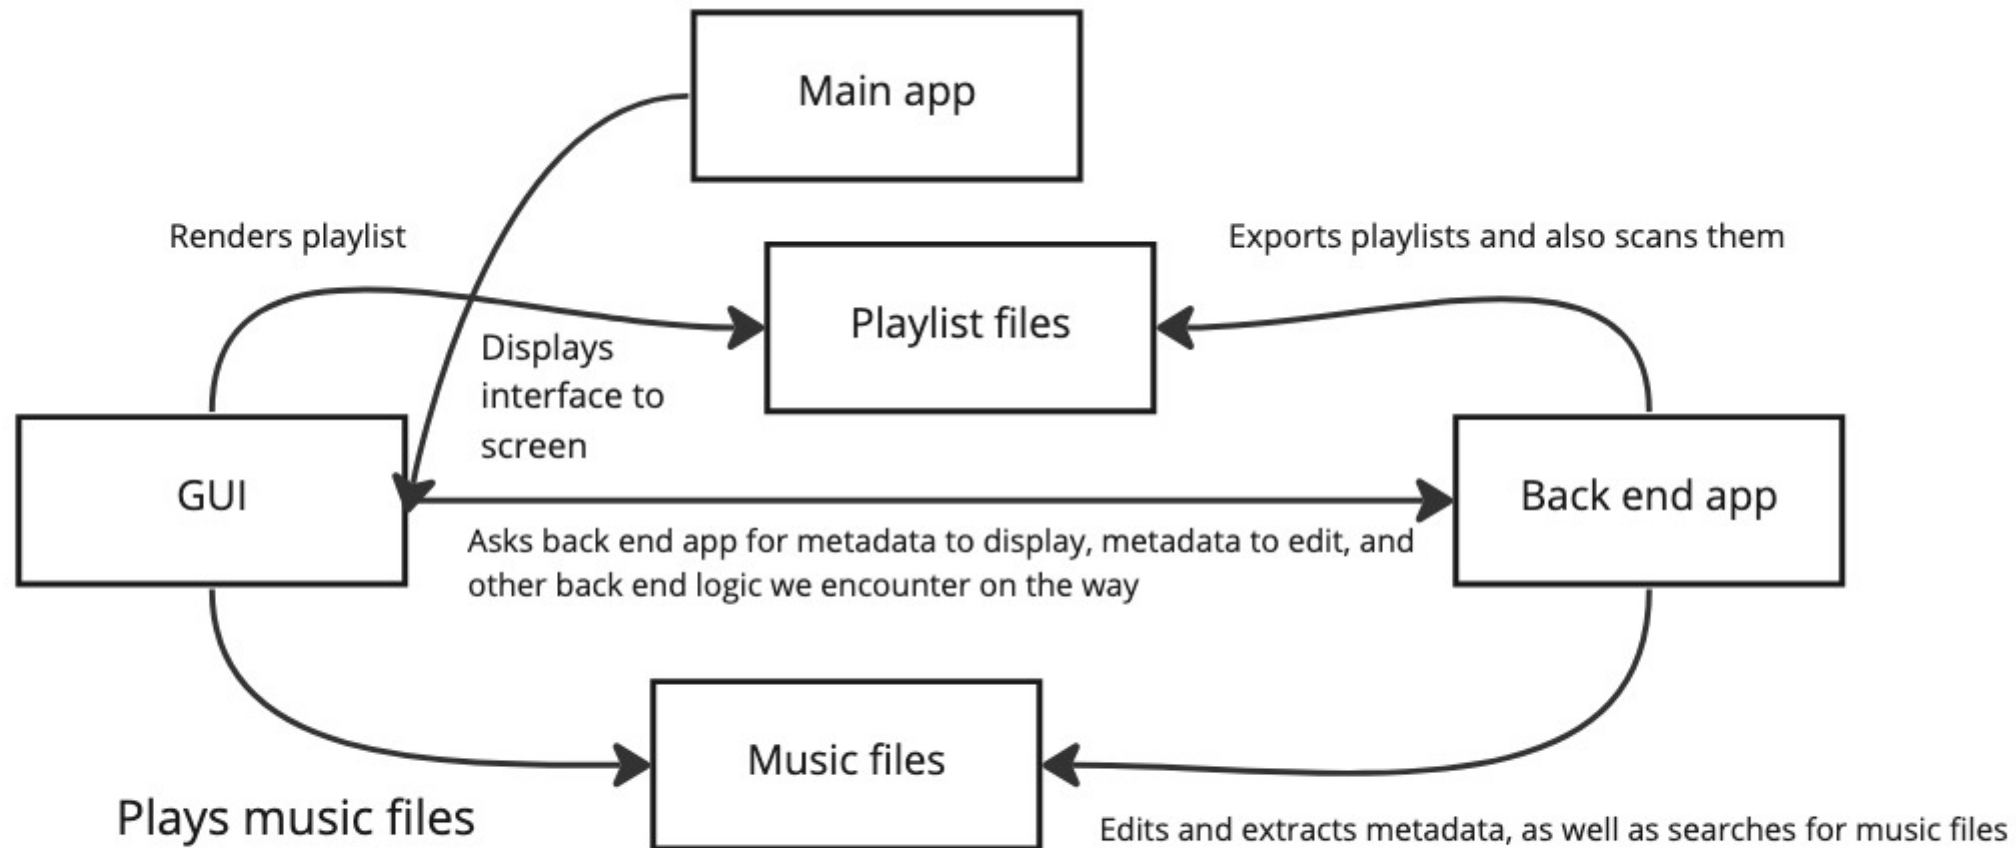 Main app
Renders playlist
Exports playlists and also scans them
Playlist files
Displays
interface to
screen
GUI
Back end app
Asks back end app for metadata to display, metadata to edit, and
other back end logic we encounter on the way
Music files
Plays music files
Edits and extracts metadata, as well as searches for music files